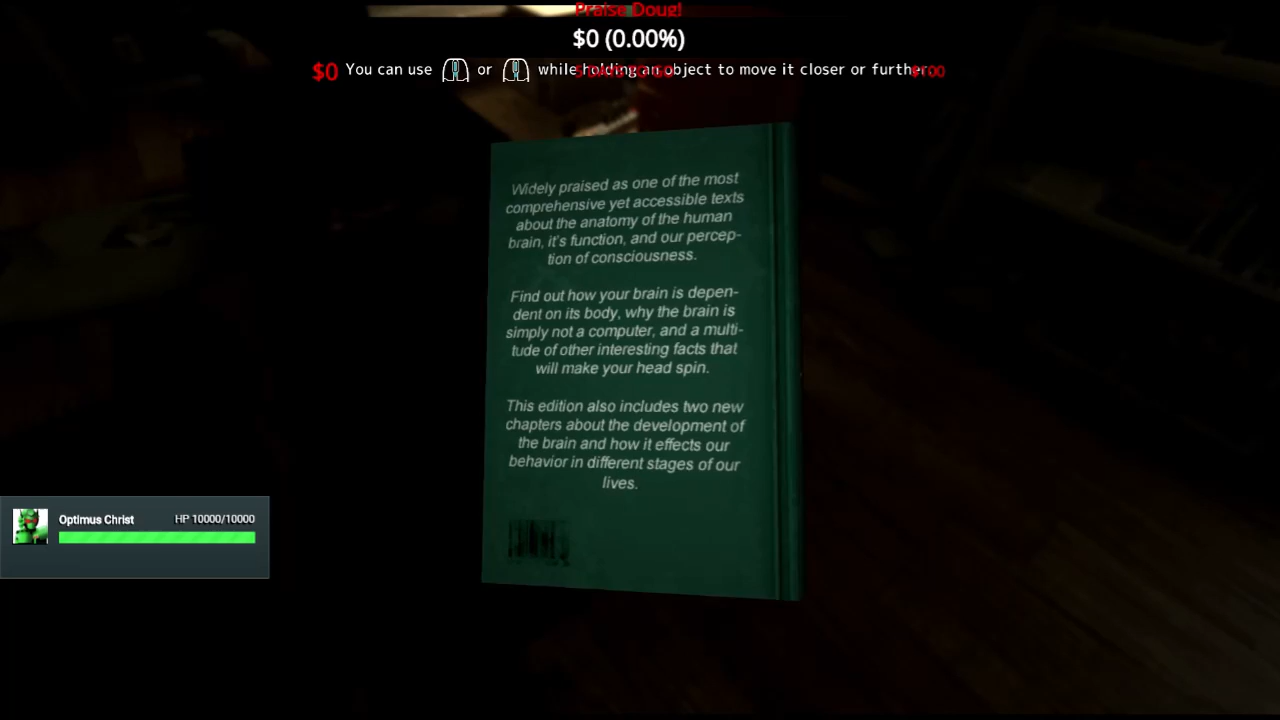 Praise Doug!
$0 (0.00%)
$0 You can use or while holding an object to move it closer or further. $100
Widely praised as one of the most
comprehensive yet accessible texts
about the anatomy of the human
brain, it's function, and our percep-
tion of consciousness.
Find out how your brain is depen-
dent on its body, why the brain is
simply not a computer, and a multi-
tude of other interesting facts that
will make your head spin.
This edition also includes two new
chapters about the development of
the brain and how it effects our
behavior in different stages of our
lives.
Optimus Christ HP 10000/10000